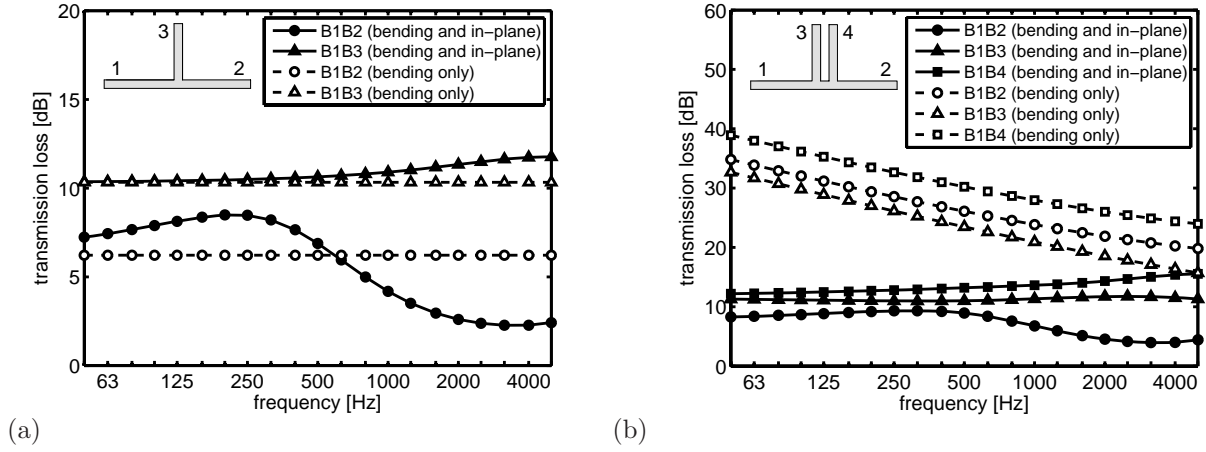 20
15
10
5
0
transmission loss [dB]
63 125 250 500 1000 2000 4000
frequency [Hz]
1 2 3
B1B2 (bending and in−plane)
B1B3 (bending and in−plane)
B1B2 (bending only)
B1B3 (bending only)
(a)
60
50
40
30
20
10
0
transmission loss [dB]
63 125 250 500 1000 2000 4000
frequency [Hz]
1 2 3 4
B1B2 (bending and in−plane)
B1B3 (bending and in−plane)
B1B4 (bending and in−plane)
B1B2 (bending only)
B1B3 (bending only)
B1B4 (bending only)
(b)